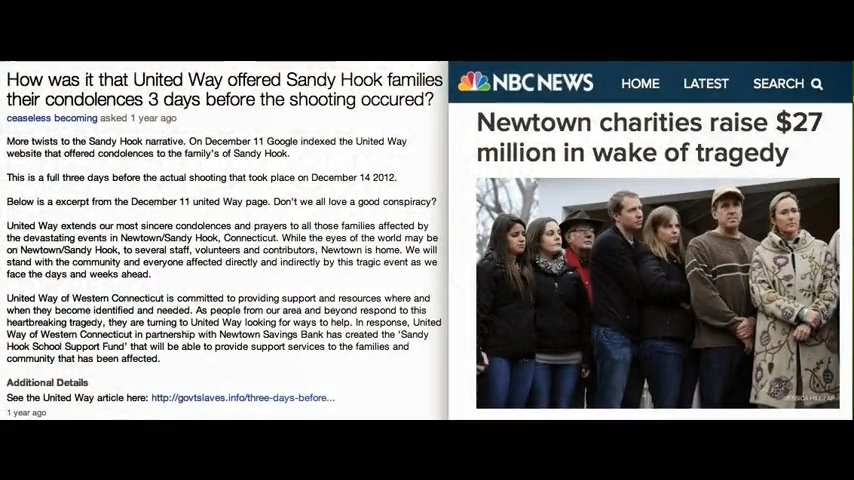 How was it that United Way offered Sandy Hook families
their condolences 3 days before the shooting occured?
ceaseless becoming asked 1 year ago
More twists to the Sandy Hook narrative. On December 11 Google indexed the United Way
website that offered condolences to the family's of Sandy Hook.
This is a full three days before the actual shooting that took place on December 14 2012.
Below is a excerpt from the December 11 united Way page. Don't we all love a good conspiracy?
United Way extends our most sincere condolences and prayers to all those families affected by
the devastating events in Newtown/Sandy Hook, Connecticut. While the eyes of the world may be
on Newtown/Sandy Hook, to several staff, volunteers and contributors, Newtown is home. We will
stand with the community and everyone affected directly and indirectly by this tragic event as we
face the days and weeks ahead.
United Way of Western Connecticut is committed to providing support and resources where and
when they become identified and needed. As people from our area and beyond respond to this
heartbreaking tragedy, they are turning to United Way looking for ways to help. In response, United
Way of Western Connecticut in partnership with Newtown Savings Bank has created the 'Sandy
Hook School Support Fund' that will be able to provide support services to the families and
community that has been affected.
Additional Details
See the United Way article here: http://govtslaves.info/three-days-before...
1 year ago
NBCNEWS HOME LATEST SEARCH
Newtown charities raise $27
million in wake of tragedy
JESSICA HILL / AP